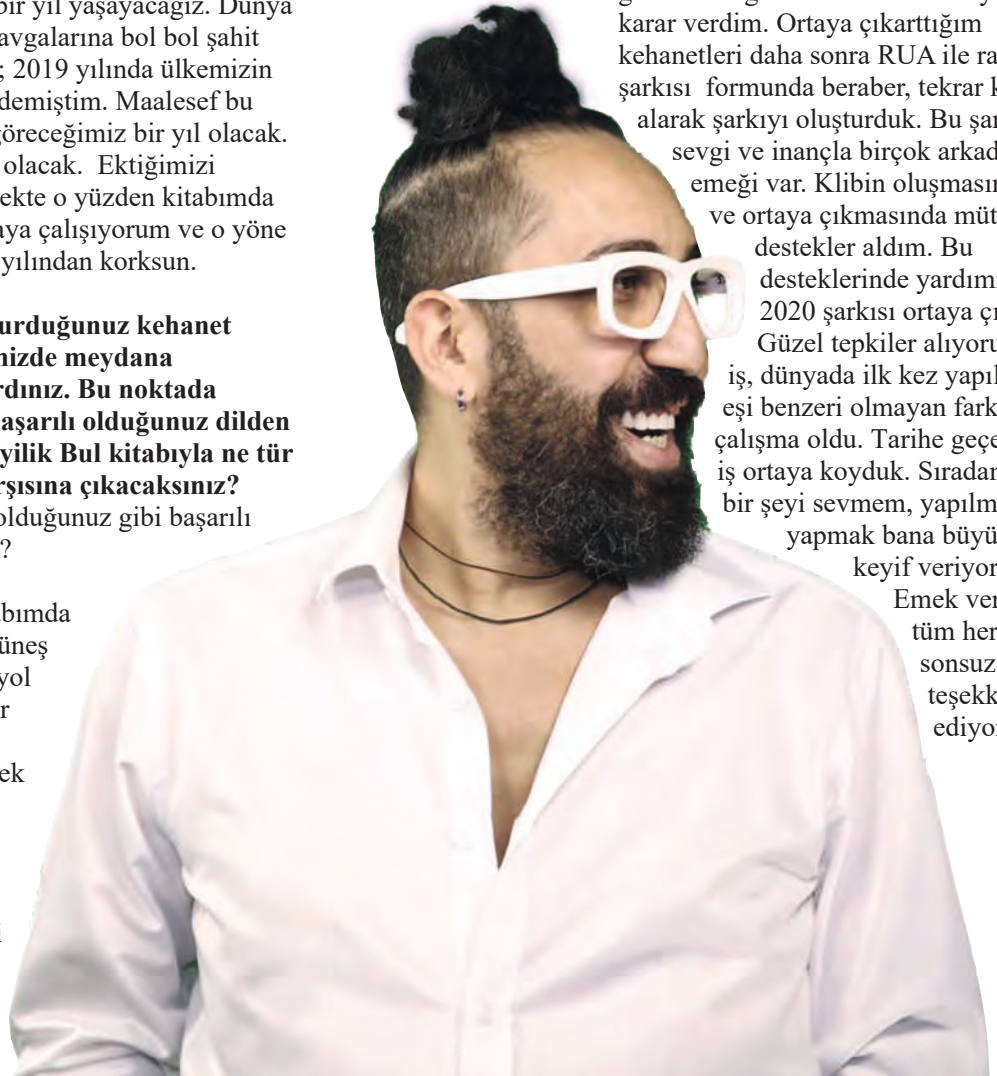 bir yıl yaşayacağız. Dünya
avgalarına bol bol şahit
; 2019 yılında ülkemizin
demiştim. Maalesef bu
göreceğimiz bir yıl olacak.
olacak. Ektiğimizi
ekte o yüzden kitabımda
aya çalışıyorum ve o yöne
yılından korksun.
urduğunuz kehanet
nizde meydana
rdınız. Bu noktada
aşarılı olduğunuz dilden
yilik Bul kitabıyla ne tür
rşısına çıkacaksınız?
olduğunuz gibi başarılı
?
abımda
üneş
yol
r
ek
i
karar verdim. Ortaya çıkarttığım
kehanetleri daha sonra RUA ile ra
şarkısı formunda beraber, tekrar k
alarak şarkıyı oluşturduk. Bu şar
sevgi ve inançla birçok arkad
emeği var. Klibin oluşmasın
ve ortaya çıkmasında müt
destekler aldım. Bu
desteklerinde yardımı
2020 şarkısı ortaya çı
Güzel tepkiler alıyoru
iş, dünyada ilk kez yapıl
eşi benzeri olmayan fark
çalışma oldu. Tarihe geçe
iş ortaya koyduk. Sıradan
bir şeyi sevmem, yapılm
yapmak bana büyü
keyif veriyor
Emek ver
tüm her
sonsuz
teşekk
ediyor